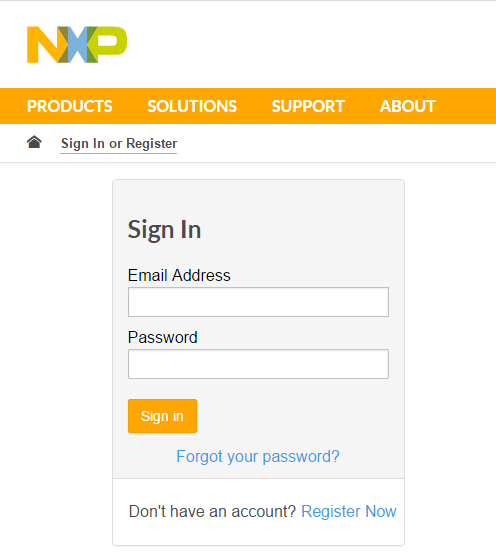 NXP
PRODUCTS SOLUTIONS SUPPORT ABOUT
Sign In or Register
Sign In
Email Address
Password
Sign in
Forgot your password?
Don't have an account? Register Now